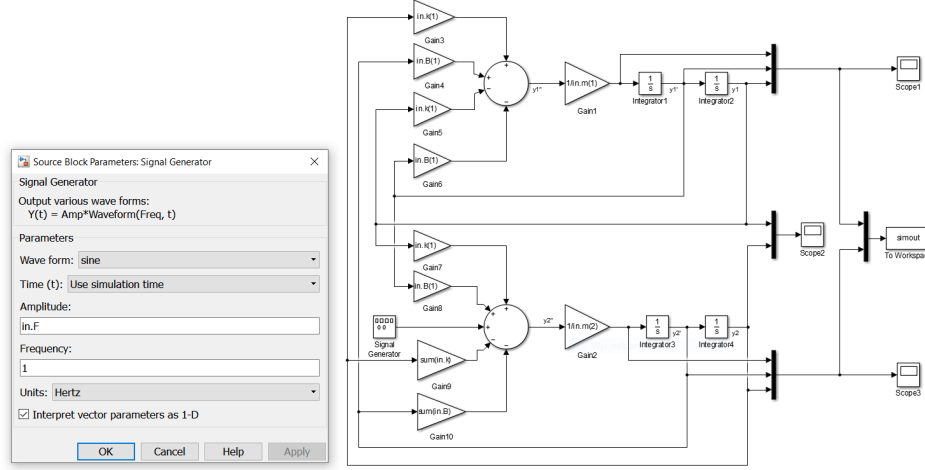 Source Block Parameters: Signal Generator
Signal Generator
Output various wave forms:
Y(t) = Amp*Waveform(Freq, t)
Parameters
Wave form: sine
Time (t): Use simulation time
Amplitude:
in.F
Frequency:
1
Units: Hertz
Interpret vector parameters as 1-D
OK Cancel Help Apply
in.k(1)
Gain3
in.B(1)
Gain4
in.k(1)
Gain5
in.B(1)
Gain6
y1''
1/in.m(1)
Gain1
1
s
Integrator1
y1'
1
s
Integrator2
y1
Scope1
in.k(1)
Gain7
in.B(1)
Gain8
Signal
Generator
sum(in.k)
Gain9
sum(in.B)
Gain10
y2''
1/in.m(2)
Gain2
1
s
Integrator3
y2'
1
s
Integrator4
y2
Scope2
simout
To Workspac
Scope3